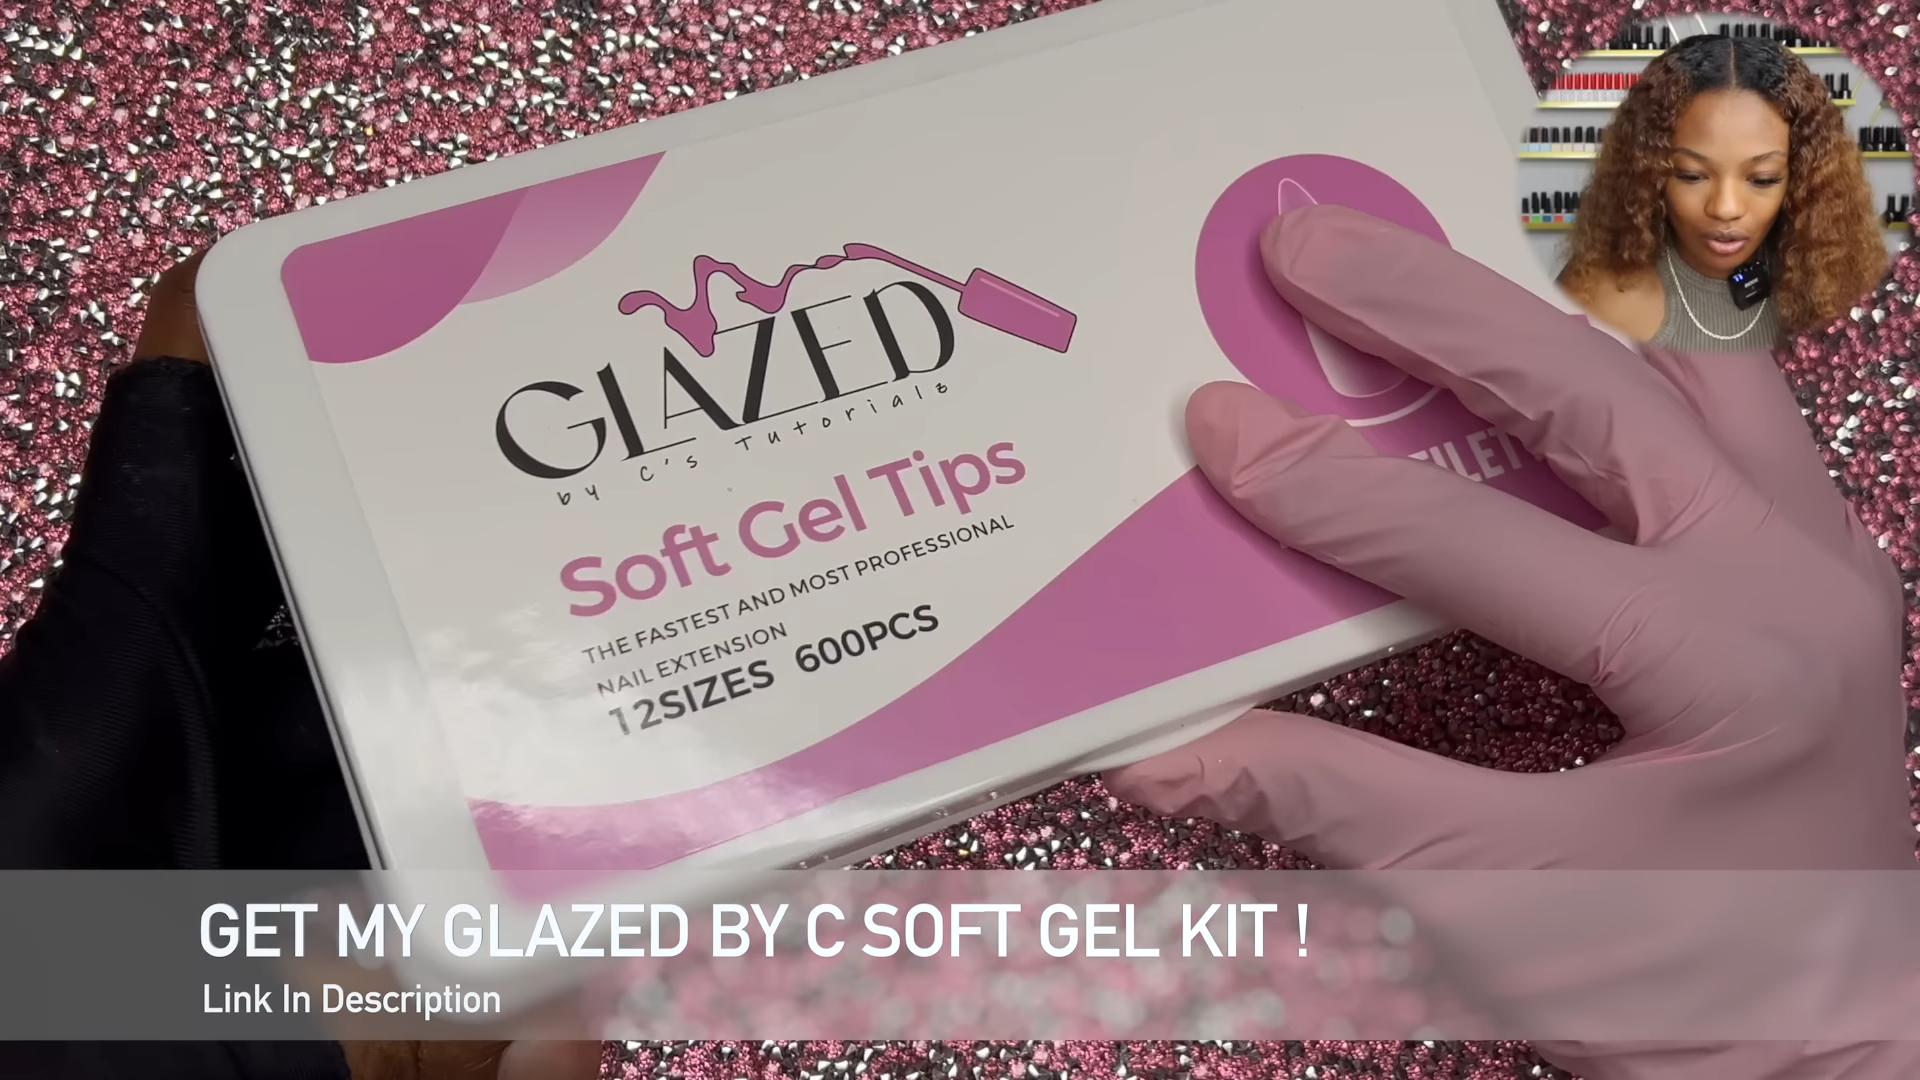 GLAZED
by C's Tutorialz
Soft Gel Tips
THE FASTEST AND MOST PROFESSIONAL
NAIL EXTENSION
12SIZES 600PCS
GET MY GLAZED BY C SOFT GEL KIT !
Link In Description